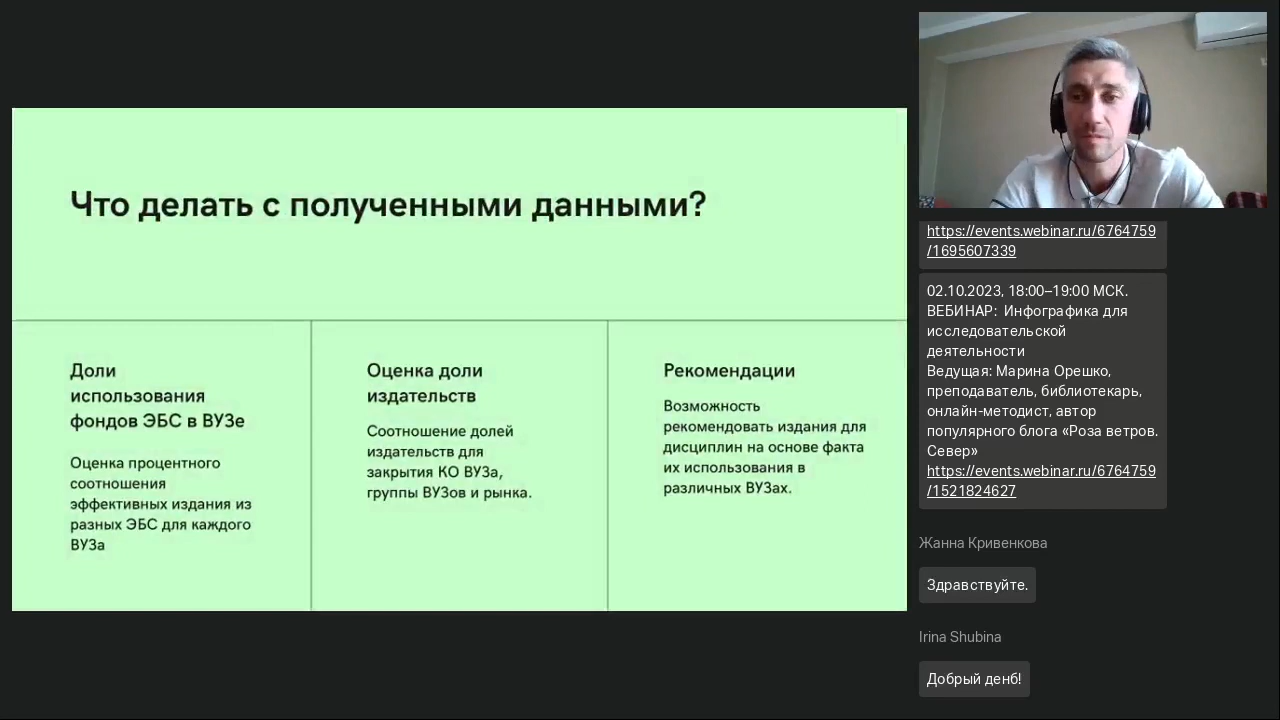 Что делать с полученными данными?
Доли
использования
фондов ЭБС в ВУЗе
Оценка процентного
соотношения
эффективных издания из
разных ЭБС для каждого
ВУЗа
Оценка доли
издательств
Соотношение долей
издательств для
закрытия КО ВУЗа,
группы ВУЗов и рынка.
Рекомендации
Возможность
рекомендовать издания для
дисциплин на основе факта
их использования в
различных ВУЗах.
https://events.webinar.ru/6764759
/1695607339
02.10.2023, 18:00–19:00 МСК.
ВЕБИНАР: Инфографика для
исследовательской
деятельности
Ведущая: Марина Орешко,
преподаватель, библиотекарь,
онлайн-методист, автор
популярного блога «Роза ветров.
Север»
https://events.webinar.ru/6764759
/1521824627
Жанна Кривенкова
Здравствуйте.
Irina Shubina
Добрый денб!